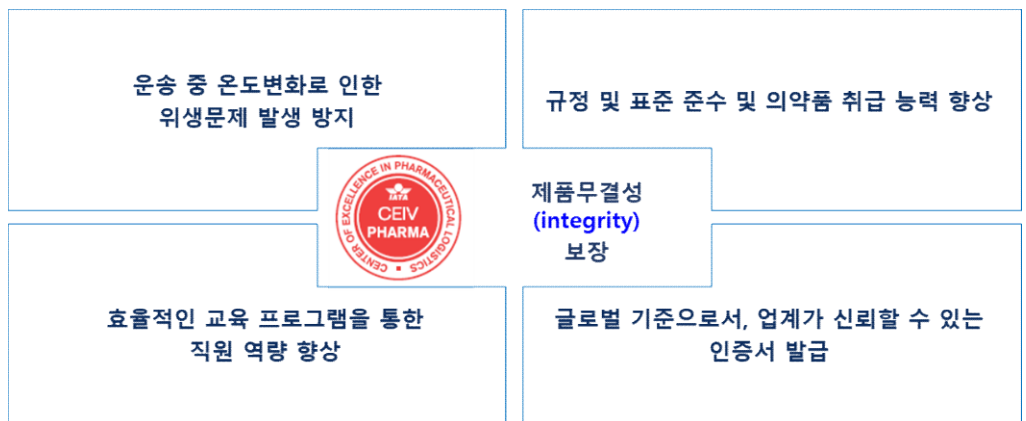 운송 중 온도변화로 인한
위생문제 발생 방지
규정 및 표준 준수 및 의약품 취급 능력 향상
CENTER OF EXCELLENCE IN PHARMACEUTICAL LOGISTICS
IATA
CEIV
PHARMA
제품무결성
(integrity)
보장
효율적인 교육 프로그램을 통한
직원 역량 향상
글로벌 기준으로서, 업계가 신뢰할 수 있는
인증서 발급